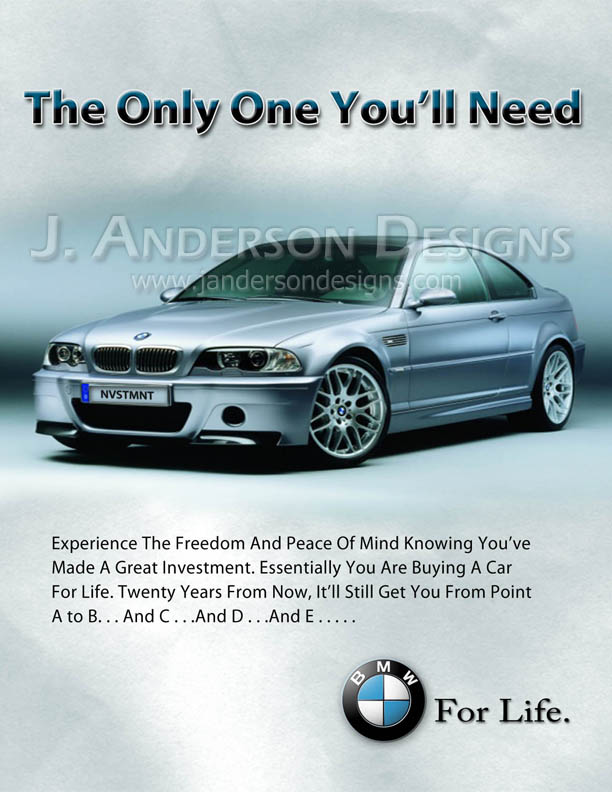 The Only One You'll Need
J. ANDERSON DESIGNS
www.jandersondesigns.com
NVSTMNT
Experience The Freedom And Peace Of Mind Knowing You've
Made A Great Investment. Essentially You Are Buying A Car
For Life. Twenty Years From Now, It'll Still Get You From Point
A to B. . . And C . . .And D . . .And E . . . . .
BMW
For Life.